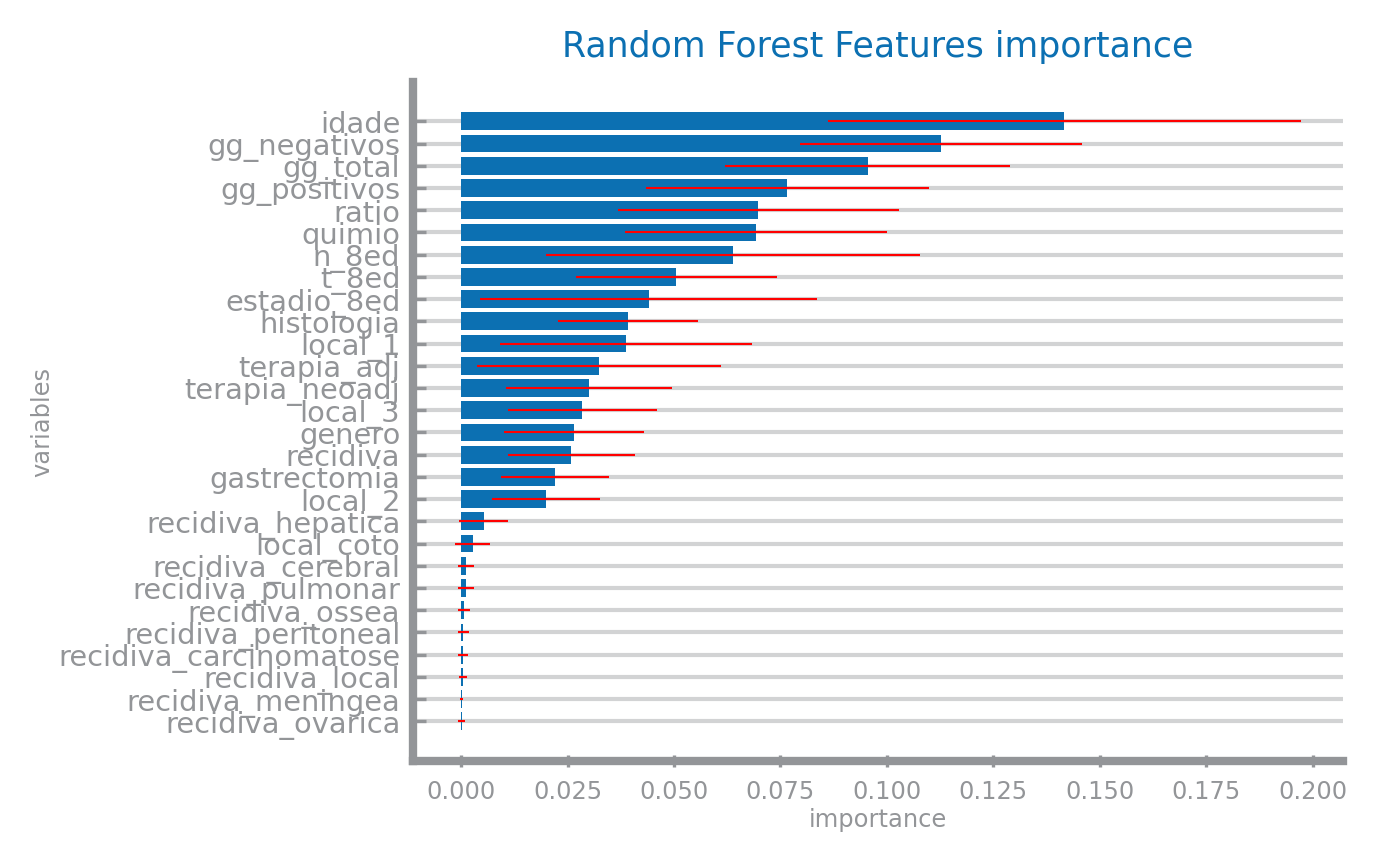 Random Forest Features importance
idade
gg_negativos
gg_total
gg_positivos
ratio
quimio
h_8ed
t_8ed
estadio_8ed
histologia
local_1
terapia_adj
terapia_neoadj
local_3
genero
recidiva
gastrectomia
local_2
recidiva_hepatica
local_coto
recidiva_cerebral
recidiva_pulmonar
recidiva_ossea
recidiva_peritoneal
recidiva_carcinomatose
recidiva_local
recidiva_meningea
recidiva_ovarica
variables
0.000 0.025 0.050 0.075 0.100 0.125 0.150 0.175 0.200
importance